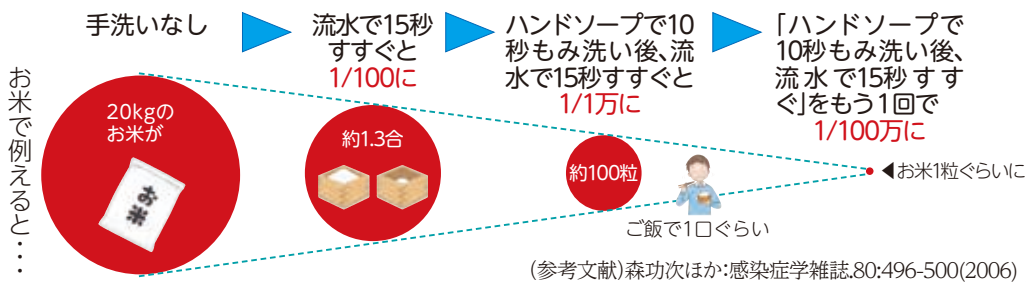 手洗いなし
流水で15秒
すすぐと
1/100に
ハンドソープで10
秒もみ洗い後、流
水で15秒すすぐと
1/1万に
「ハンドソープで
10秒もみ洗い後、
流水で15秒すす
ぐ」をもう1回で
1/100万に
お米で例えると・・・
20kgの
お米が
お米
約1.3合
約100粒
ご飯で1口ぐらい
◀お米1粒ぐらいに
(参考文献)森功次ほか:感染症学雑誌.80:496-500(2006)